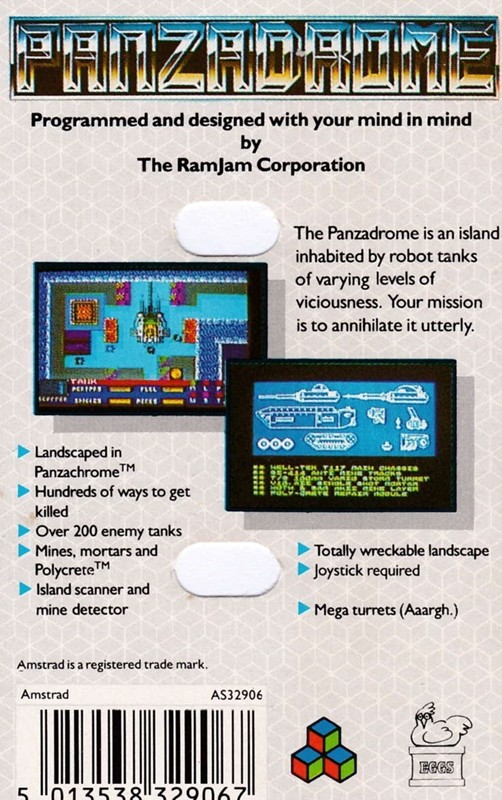 PANZADROME
Programmed and designed with your mind in mind
by
The RamJam Corporation
The Panzadrome is an island
inhabited by robot tanks
of varying levels of
viciousness. Your mission
is to annihilate it utterly.
TANK
SCANNER
Landscaped in
Panzachrome™
Hundreds of ways to get
killed
Over 200 enemy tanks
Mines, mortars and
Polycrete™
Island scanner and
mine detector
Totally wreckable landscape
Joystick required
Mega turrets (Aaargh.)
Amstrad is a registered trade mark.
Amstrad AS32906
5 013538 329067
EGGS